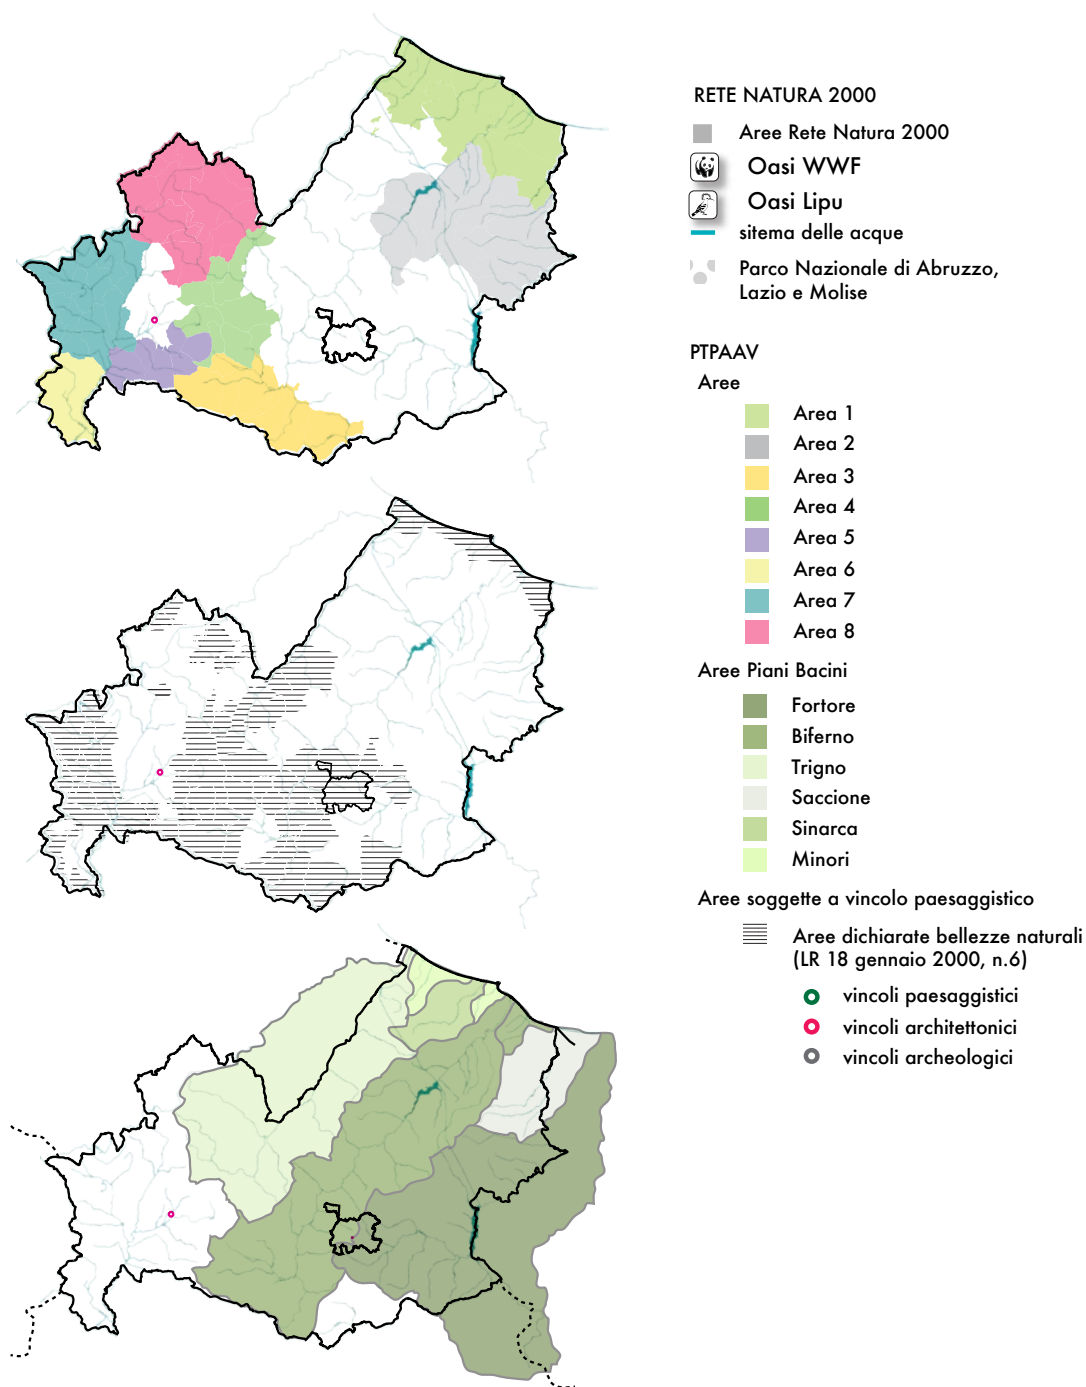 RETE NATURA 2000
Aree Rete Natura 2000
Oasi WWF
Oasi Lipu
sitema delle acque
Parco Nazionale di Abruzzo,
Lazio e Molise
PTPAAV
Aree
Area 1
Area 2
Area 3
Area 4
Area 5
Area 6
Area 7
Area 8
Aree Piani Bacini
Fortore
Biferno
Trigno
Saccione
Sinarca
Minori
Aree soggette a vincolo paesaggistico
Aree dichiarate bellezze naturali
(LR 18 gennaio 2000, n.6)
vincoli paesaggistici
vincoli architettonici
vincoli archeologici